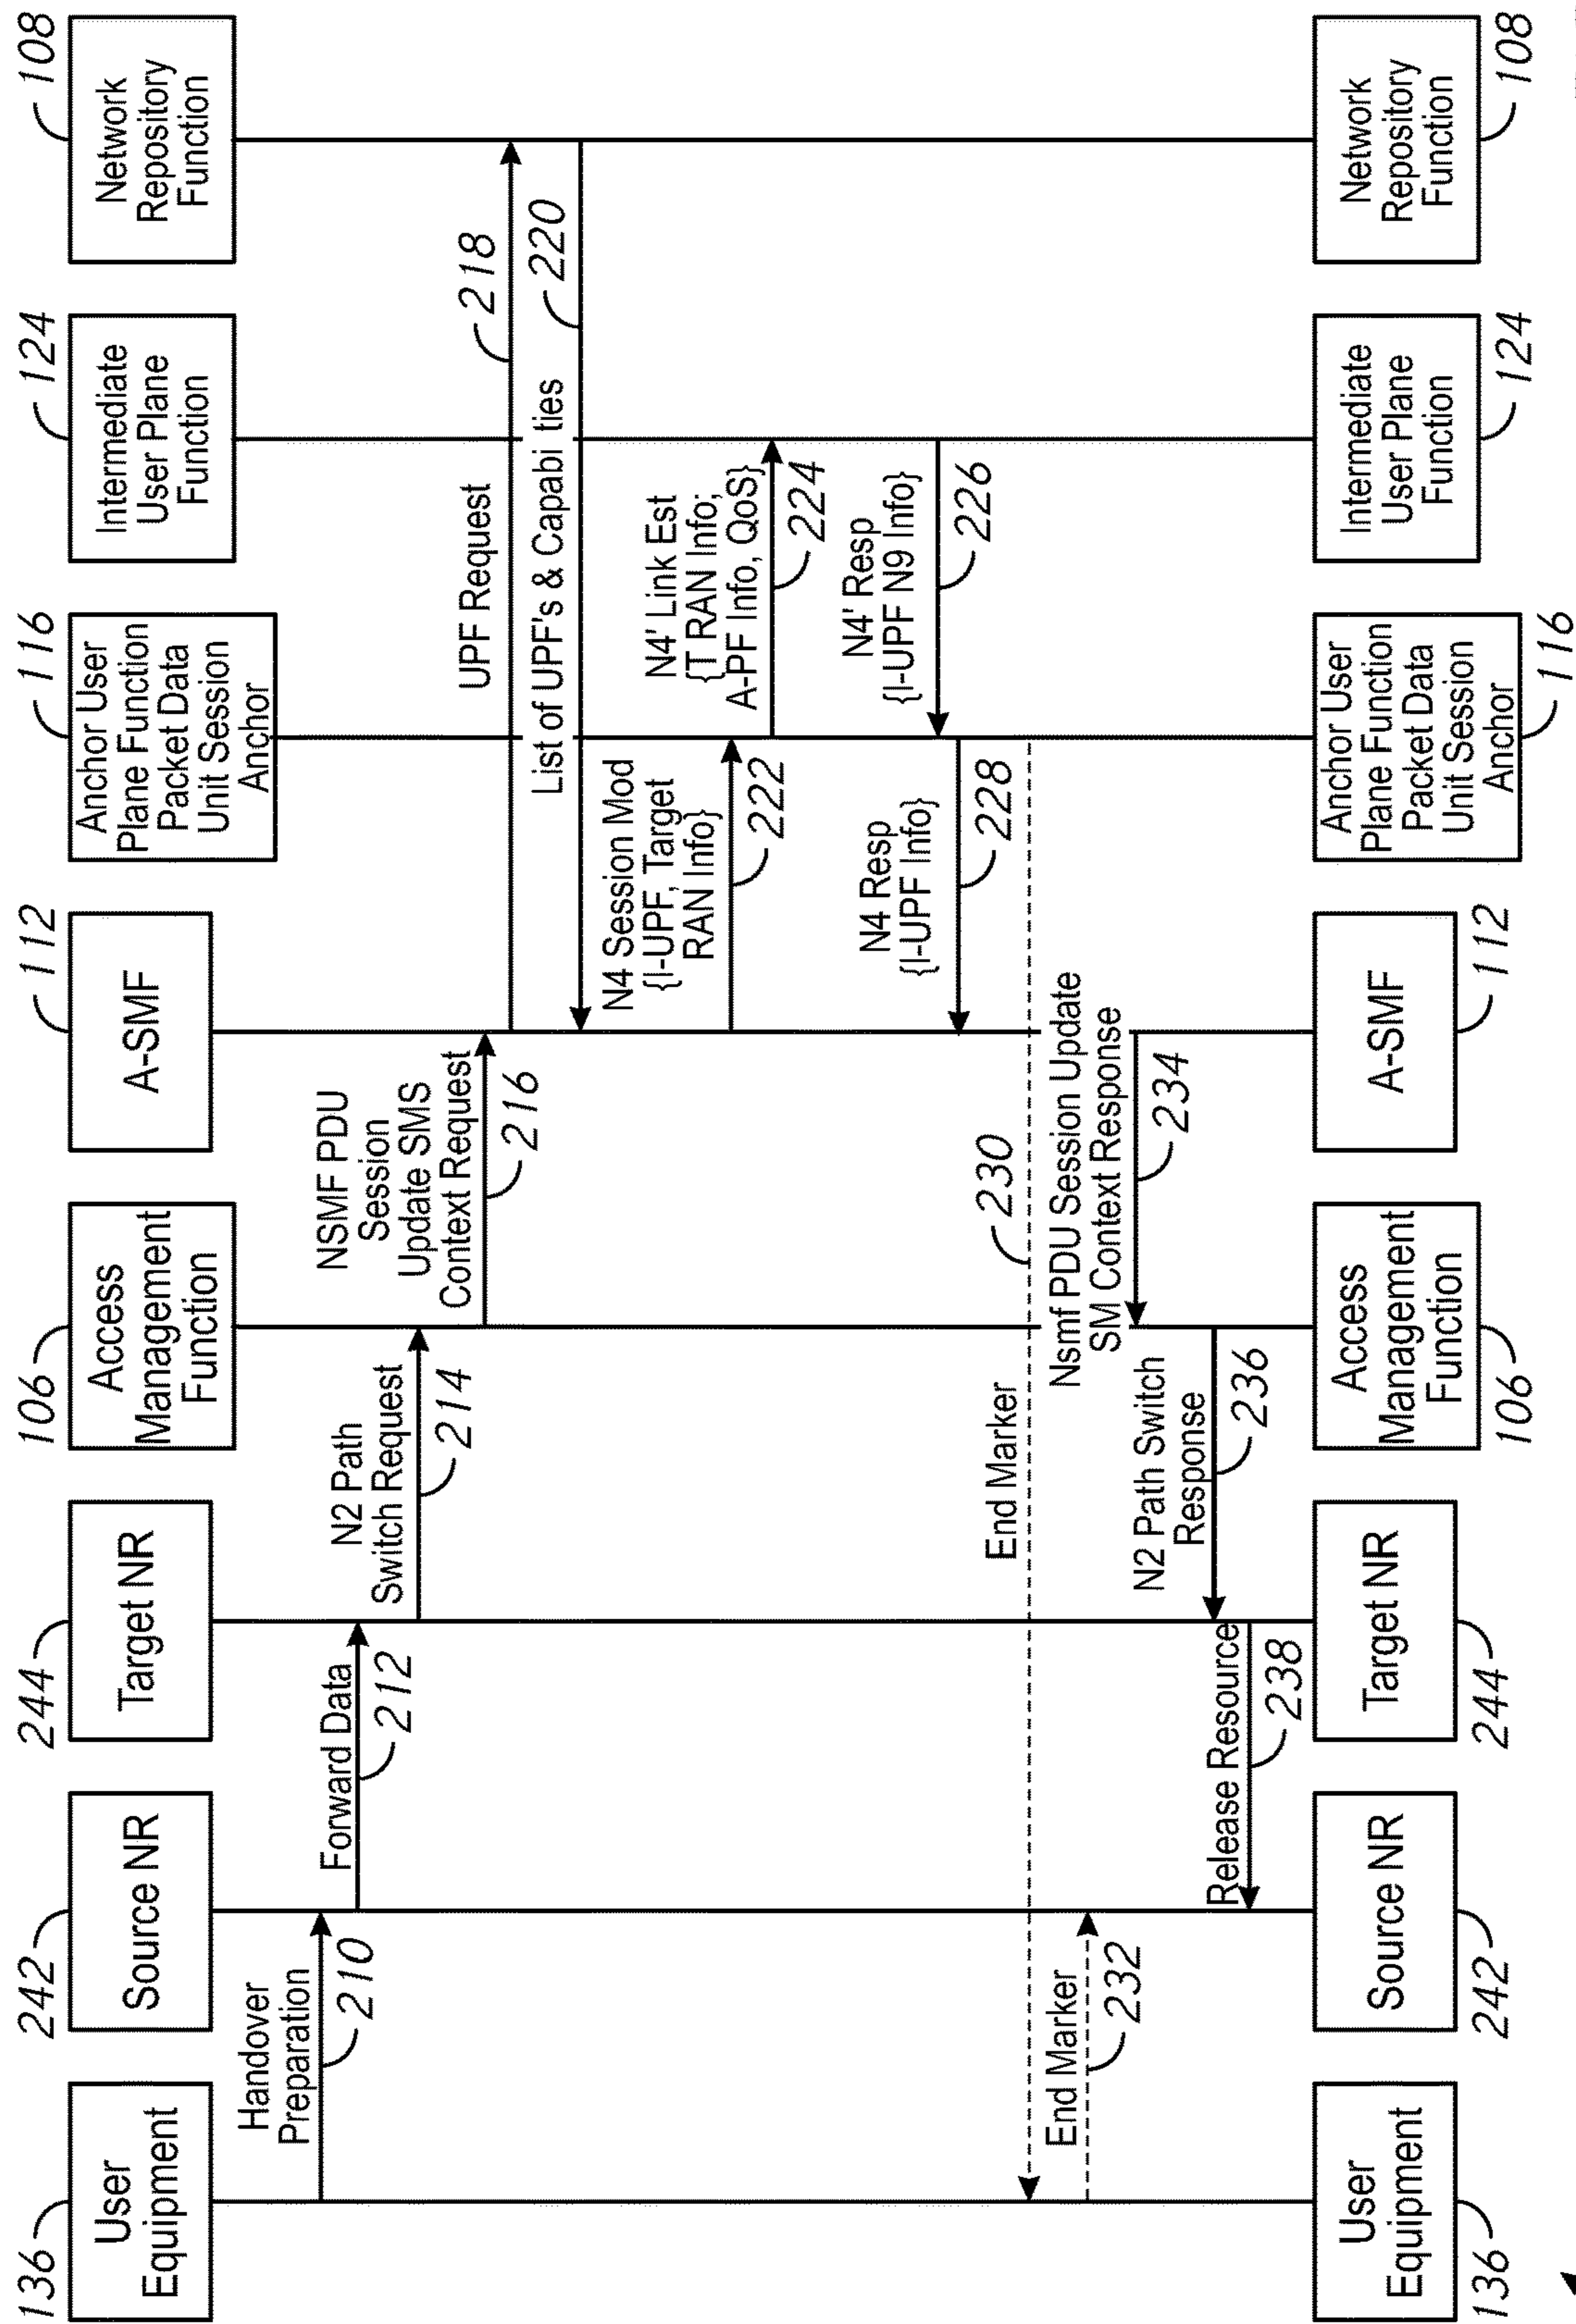 136
User
Equipment
242
Source NR
244
Target NR
106
Access
Management
Function
112
A-SMF
116
Anchor User
Plane Function
Packet Data
Unit Session
Anchor
124
Intermediate
User Plane
Function
108
Network
Repository
Function
Handover
Preparation
210
Forward Data
212
N2 Path
Switch Request
214
NSMF PDU
Session
Update SMS
Context Request
216
UPF Request
218
List of UPF's & Capabi ties
220
N4 Session Mod
{I-UPF, Target
RAN Info}
222
N4' Link Est
{T RAN Info;
A-PF Info, QoS}
224
N4' Resp
{I-UPF N9 Info}
226
N4 Resp
{I-UPF Info}
228
End Marker
230
End Marker
232
Nsmf PDU Session Update
SM Context Response
234
N2 Path Switch
Response
236
Release Resource
238
User
Equipment
136
Source NR
242
Target NR
244
Access
Management
Function
106
A-SMF
112
Anchor User
Plane Function
Packet Data
Unit Session
Anchor
116
Intermediate
User Plane
Function
124
Network
Repository
Function
108